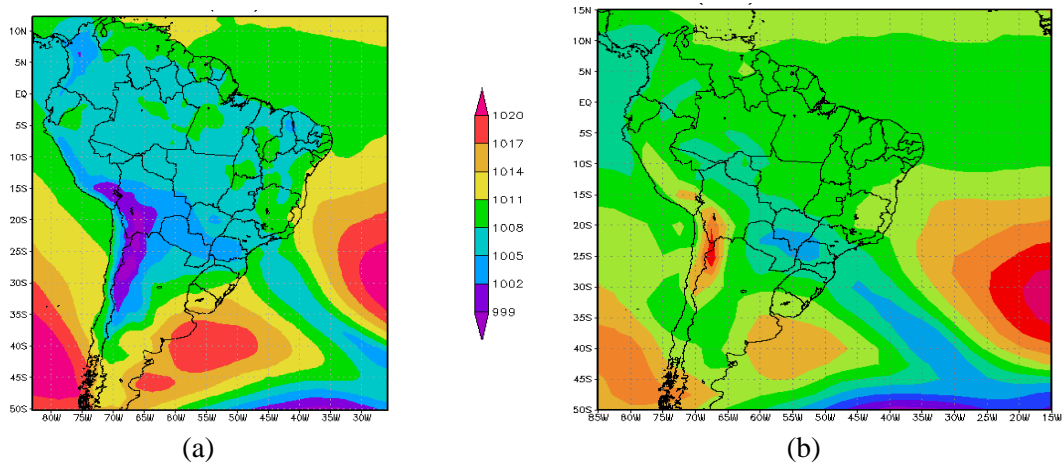 10N
5N
EQ
5S
10S
15S
20S
25S
30S
35S
40S
45S
50S
80W 75W 70W 65W 60W 55W 50W 45W 40W 35W 30W
(a)
1020
1017
1014
1011
1008
1005
1002
999
15N
10N
5N
EQ
5S
10S
15S
20S
25S
30S
35S
40S
45S
50S
85W 80W 75W 70W 65W 60W 55W 50W 45W 40W 35W 30W 25W 20W 15W
(b)